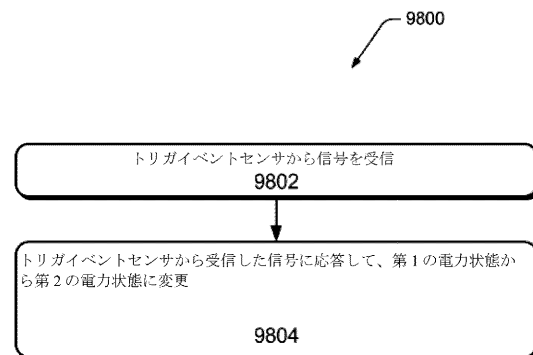 9800
トリガイベントセンサから信号を受信
9802
トリガイベントセンサから受信した信号に応答して、第1の電力状態か
ら第2の電力状態に変更
9804